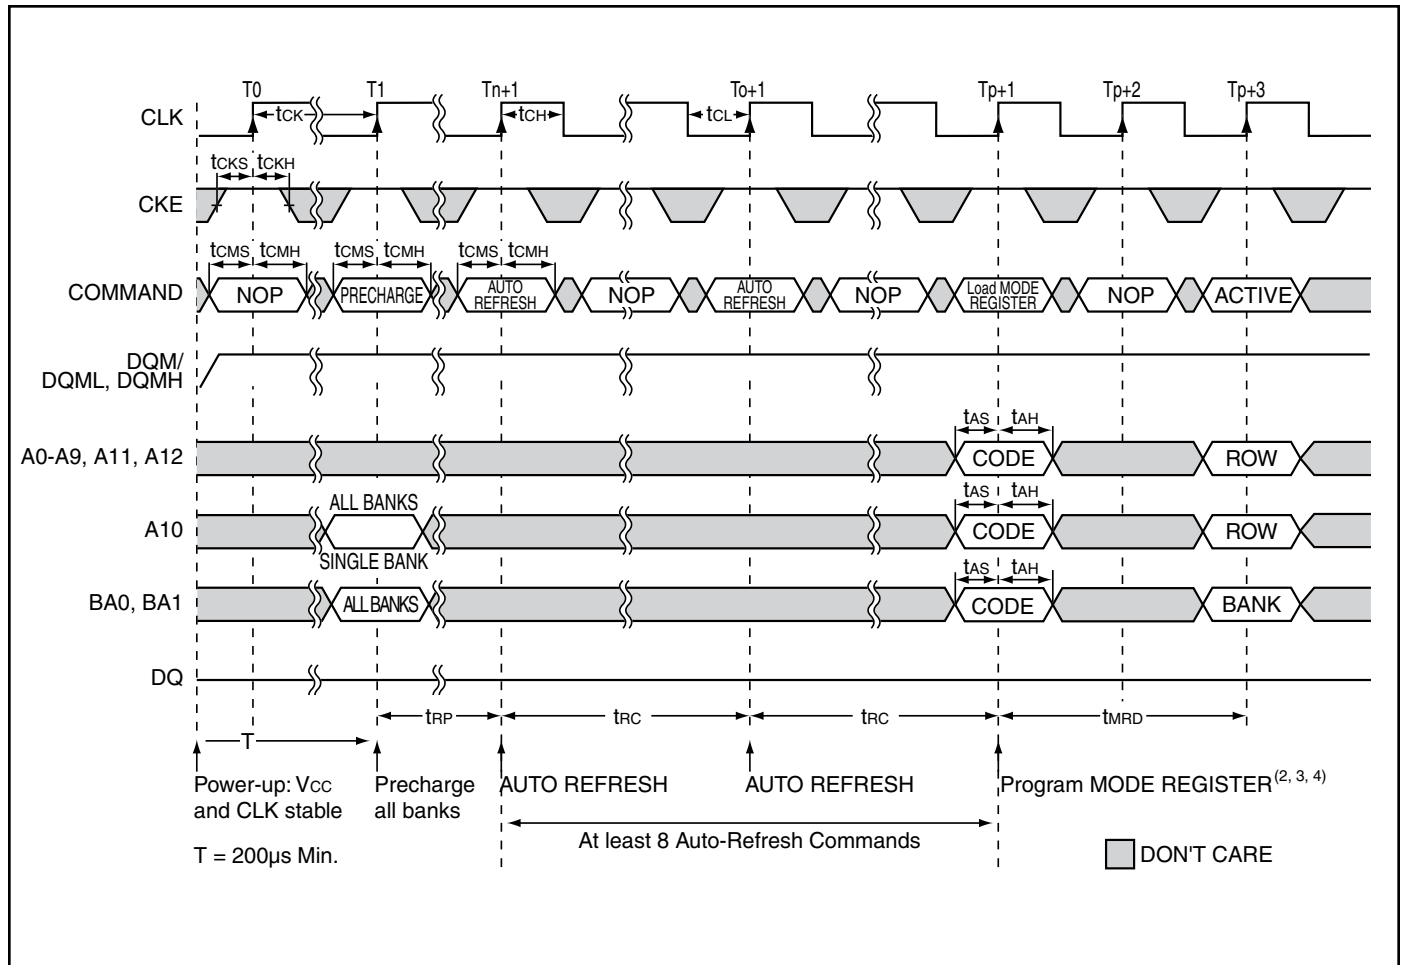 T0 T1 Tn+1 To+1 Tp+1 Tp+2 Tp+3
CLK tCK tCH tCL
tCKS tCKH
CKE
tCMS tCMH tCMS tCMH tCMS tCMH
COMMAND NOP PRECHARGE AUTO REFRESH NOP AUTO REFRESH NOP Load MODE REGISTER NOP ACTIVE
DQM/
DQML, DQMH
tAS tAH
A0-A9, A11, A12 CODE ROW
ALL BANKS tAS tAH
A10 CODE ROW
SINGLE BANK tAS tAH
BA0, BA1 ALL BANKS CODE BANK
DQ
tRP tRC tRC tMRD
T
Power-up: VCC Precharge AUTO REFRESH AUTO REFRESH Program MODE REGISTER(2, 3, 4)
and CLK stable all banks
At least 8 Auto-Refresh Commands
T = 200µs Min. DON'T CARE